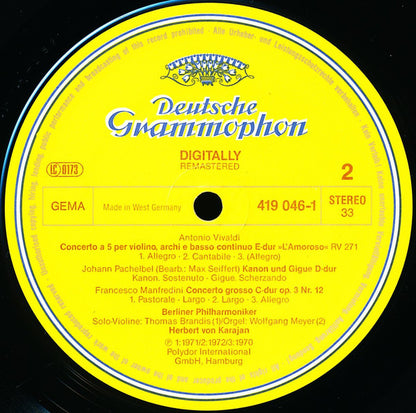 Deutsche
Grammophon
DIGITALLY
REMASTERED
LC 0173
2
GEMA
Made in West Germany
419 046-1
STEREO
33
Antonio Vivaldi
Concerto a 5 per violino, archi e basso continuo E-dur »L'Amoroso« RV 271
1. Allegro · 2. Cantabile · 3. (Allegro)
Johann Pachelbel (Bearb.: Max Seiffert) Kanon und Gigue D-dur
Kanon. Sostenuto · Gigue. Scherzando
Francesco Manfredini Concerto grosso C-dur op. 3 Nr. 12
1. Pastorale - Largo · 2. Largo · 3. Allegro
Berliner Philharmoniker
Solo-Violine: Thomas Brandis (1)/Orgel: Wolfgang Meyer (2)
Herbert von Karajan
℗ 1:1971/2:1972/3:1970
Polydor International
GmbH, Hamburg